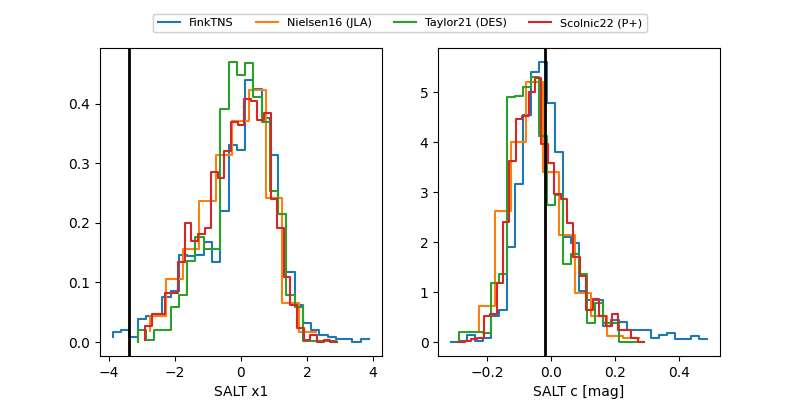 FinkTNS Nielsen16 (JLA) Taylor21 (DES) Scolnic22 (P+)
0.4
0.3
0.2
0.1
0.0
−4 −2 0 2 4
SALT x1
5
4
3
2
1
0
−0.2 0.0 0.2 0.4
SALT c [mag]